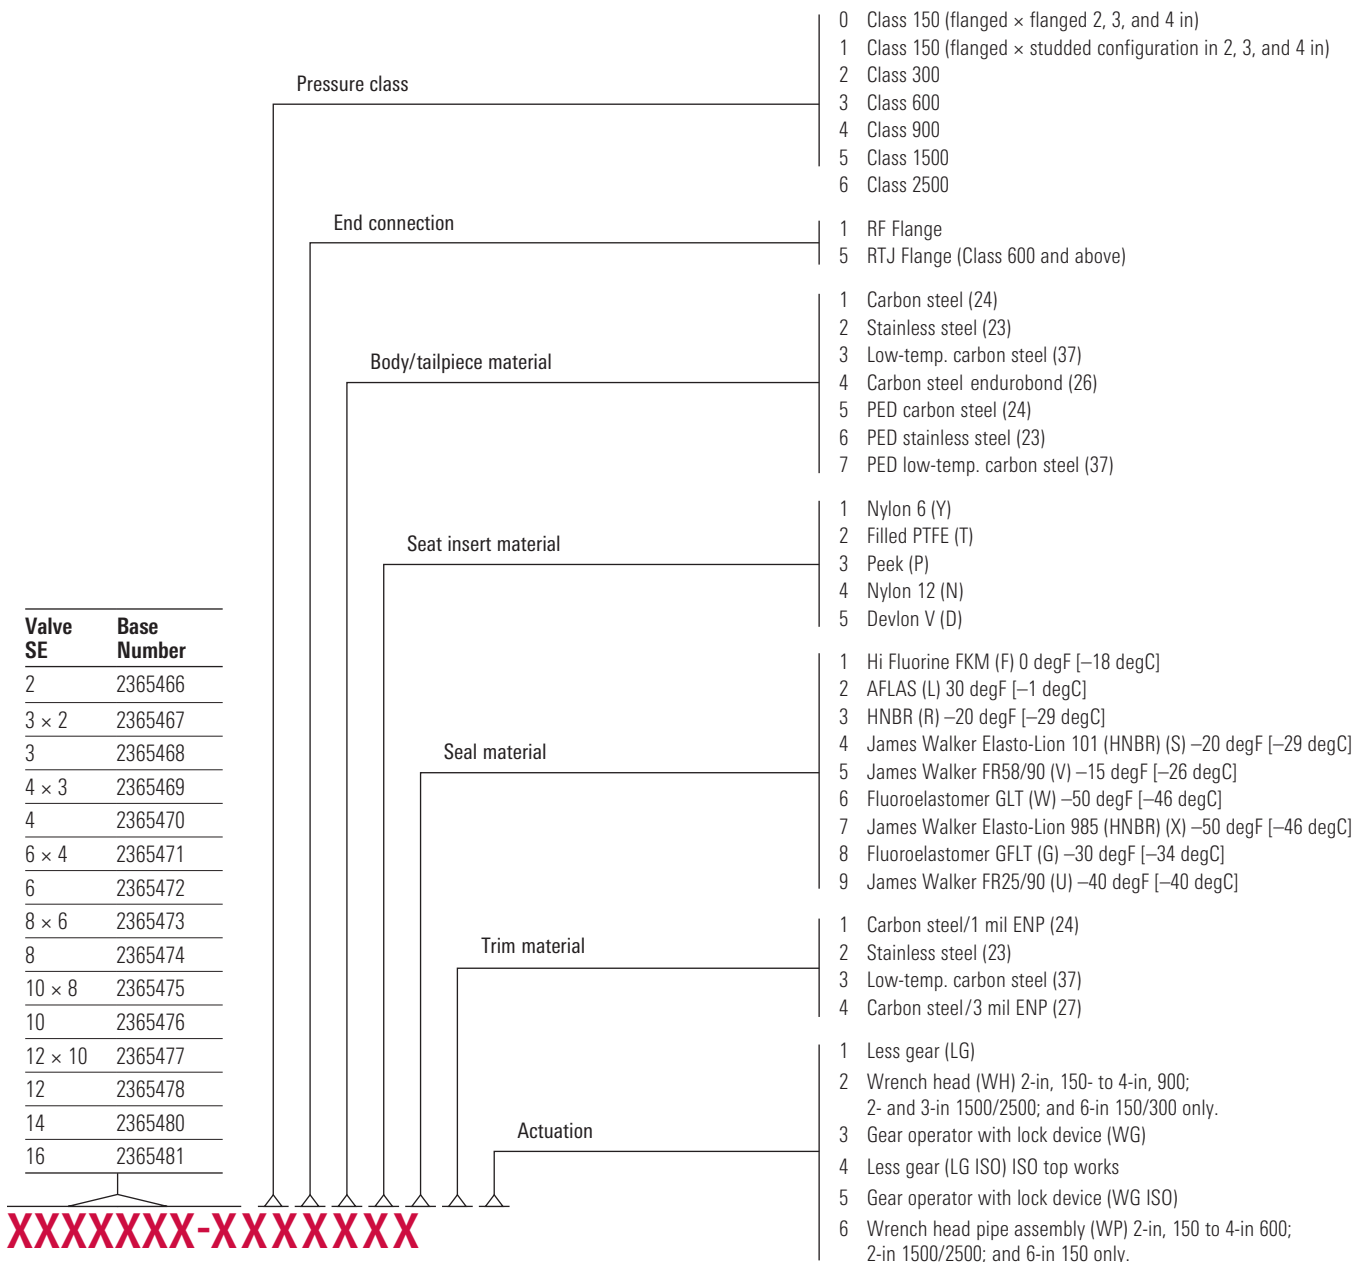 0 Class 150 (flanged × flanged 2, 3, and 4 in)
1 Class 150 (flanged × studded configuration in 2, 3, and 4 in)
Pressure class
2 Class 300
3 Class 600
4 Class 900
5 Class 1500
6 Class 2500
End connection
1 RF Flange
5 RTJ Flange (Class 600 and above)
Body/tailpiece material
1 Carbon steel (24)
2 Stainless steel (23)
3 Low-temp. carbon steel (37)
4 Carbon steel endurobond (26)
5 PED carbon steel (24)
6 PED stainless steel (23)
7 PED low-temp. carbon steel (37)
Seat insert material
1 Nylon 6 (Y)
2 Filled PTFE (T)
3 Peek (P)
4 Nylon 12 (N)
5 Devlon V (D)
Seal material
1 Hi Fluorine FKM (F) 0 degF [–18 degC]
2 AFLAS (L) 30 degF [–1 degC]
3 HNBR (R) –20 degF [–29 degC]
4 James Walker Elasto-Lion 101 (HNBR) (S) –20 degF [–29 degC]
5 James Walker FR58/90 (V) –15 degF [–26 degC]
6 Fluoroelastomer GLT (W) –50 degF [–46 degC]
7 James Walker Elasto-Lion 985 (HNBR) (X) –50 degF [–46 degC]
8 Fluoroelastomer GFLT (G) –30 degF [–34 degC]
9 James Walker FR25/90 (U) –40 degF [–40 degC]
Trim material
1 Carbon steel/1 mil ENP (24)
2 Stainless steel (23)
3 Low-temp. carbon steel (37)
4 Carbon steel/3 mil ENP (27)
Actuation
1 Less gear (LG)
2 Wrench head (WH) 2-in, 150- to 4-in, 900;
2- and 3-in 1500/2500; and 6-in 150/300 only.
3 Gear operator with lock device (WG)
4 Less gear (LG ISO) ISO top works
5 Gear operator with lock device (WG ISO)
6 Wrench head pipe assembly (WP) 2-in, 150 to 4-in 600;
2-in 1500/2500; and 6-in 150 only.
Valve Base
SE Number
2 2365466
3 × 2 2365467
3 2365468
4 × 3 2365469
4 2365470
6 × 4 2365471
6 2365472
8 × 6 2365473
8 2365474
10 × 8 2365475
10 2365476
12 × 10 2365477
12 2365478
14 2365480
16 2365481
XXXXXXX-XXXXXXX